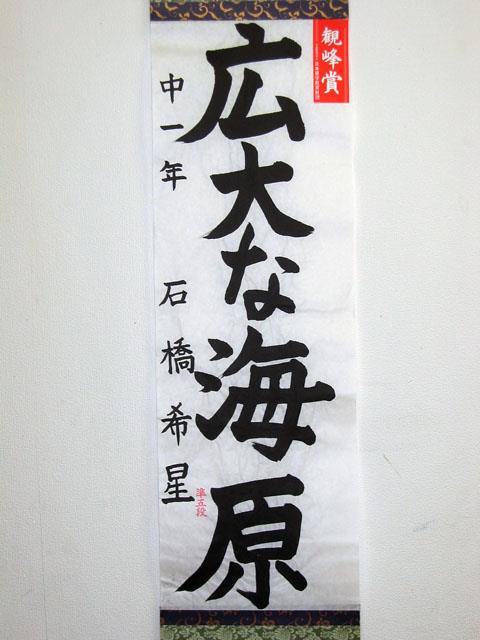 観峰賞
広大な海原
中一年 石橋希星
準五段